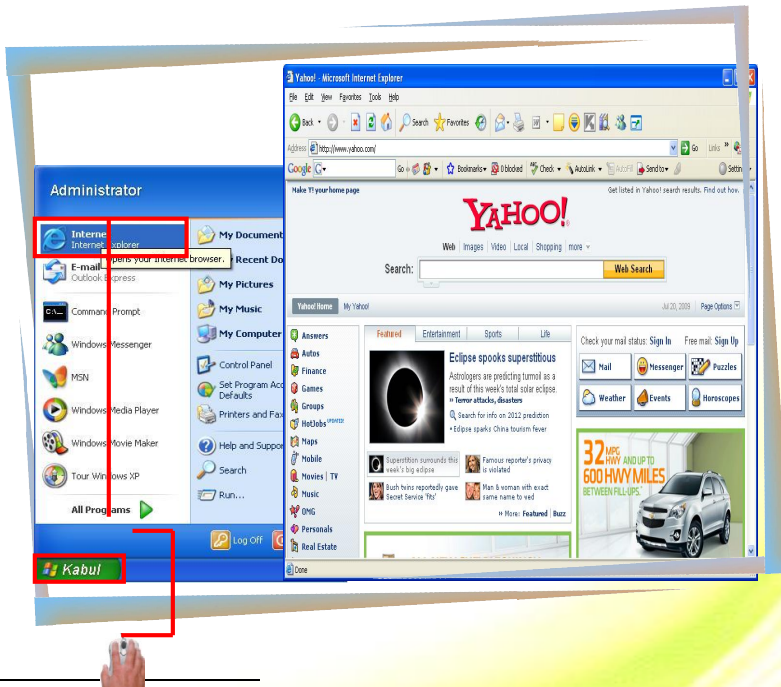 Yahoo! - Microsoft Internet Explorer
File Edit View Favorites Tools Help
Back Search Favorites
Address http://www.yahoo.com/ Go Links »
Google G Go Bookmarks 0 blocked Check AutoLink AutoFill Send to Settin
Make Y! your home page
Get listed in Yahoo! search results. Find out how.
YAHOO!
Web Images Video Local Shopping more
Search: Web Search
Yahoo! Home My Yahoo! Jul 20, 2009 Page Options
Answers
Autos
Finance
Games
Groups
HotJobs UPDATED!
Maps
Mobile
Movies | TV
Music
OMG
Personals
Real Estate
Featured Entertainment Sports Life
Eclipse spooks superstitious
Astrologers are predicting turmoil as a
result of this week's total solar eclipse.
» Terror attacks, disasters
Search for info on 2012 prediction
• Eclipse sparks China tourism fever
Superstition surrounds this
week's big eclipse
Famous reporter's privacy
is violated
Bush twins reportedly gave
Secret Service 'fits'
Man & woman with exact
same name to wed
» More: Featured | Buzz
Check your mail status: Sign In Free mail: Sign Up
Mail Messenger Puzzles
Weather Events Horoscopes
32 MPG
HWY AND UP TO
600 HWY MILES
BETWEEN FILL-UPS.*
Done
Administrator
Internet
Internet Explorer
Opens your Internet browser.
E-mail
Outlook Express
Command Prompt
Windows Messenger
MSN
Windows Media Player
Windows Movie Maker
Tour Windows XP
All Programs
My Document
Recent Do
My Pictures
My Music
My Computer
Control Panel
Set Program Acc
Defaults
Printers and Fax
Help and Suppor
Search
Run...
Log Off
Kabul